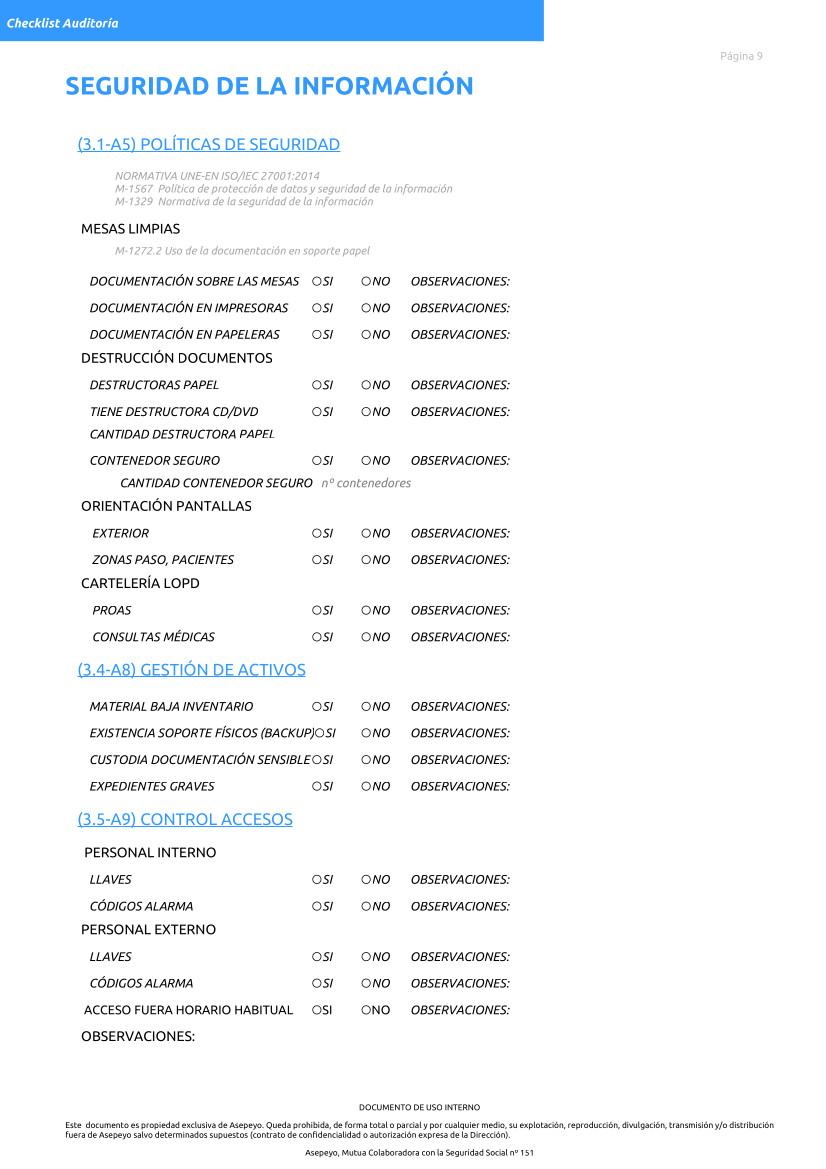 Checklist Auditoría
Página 9
SEGURIDAD DE LA INFORMACIÓN
(3.1-A5) POLÍTICAS DE SEGURIDAD
NORMATIVA UNE-EN ISO/IEC 27001:2014
M-1567 Política de protección de datos y seguridad de la información
M-1329 Normativa de la seguridad de la información
MESAS LIMPIAS
M-1272.2 Uso de la documentación en soporte papel
DOCUMENTACIÓN SOBRE LAS MESAS ○SI ○NO OBSERVACIONES:
DOCUMENTACIÓN EN IMPRESORAS ○SI ○NO OBSERVACIONES:
DOCUMENTACIÓN EN PAPELERAS ○SI ○NO OBSERVACIONES:
DESTRUCCIÓN DOCUMENTOS
DESTRUCTORAS PAPEL ○SI ○NO OBSERVACIONES:
TIENE DESTRUCTORA CD/DVD ○SI ○NO OBSERVACIONES:
CANTIDAD DESTRUCTORA PAPEL
CONTENEDOR SEGURO ○SI ○NO OBSERVACIONES:
CANTIDAD CONTENEDOR SEGURO nº contenedores
ORIENTACIÓN PANTALLAS
EXTERIOR ○SI ○NO OBSERVACIONES:
ZONAS PASO, PACIENTES ○SI ○NO OBSERVACIONES:
CARTELERÍA LOPD
PROAS ○SI ○NO OBSERVACIONES:
CONSULTAS MÉDICAS ○SI ○NO OBSERVACIONES:
(3.4-A8) GESTIÓN DE ACTIVOS
MATERIAL BAJA INVENTARIO ○SI ○NO OBSERVACIONES:
EXISTENCIA SOPORTE FÍSICOS (BACKUP)○SI ○NO OBSERVACIONES:
CUSTODIA DOCUMENTACIÓN SENSIBLE○SI ○NO OBSERVACIONES:
EXPEDIENTES GRAVES ○SI ○NO OBSERVACIONES:
(3.5-A9) CONTROL ACCESOS
PERSONAL INTERNO
LLAVES ○SI ○NO OBSERVACIONES:
CÓDIGOS ALARMA ○SI ○NO OBSERVACIONES:
PERSONAL EXTERNO
LLAVES ○SI ○NO OBSERVACIONES:
CÓDIGOS ALARMA ○SI ○NO OBSERVACIONES:
ACCESO FUERA HORARIO HABITUAL ○SI ○NO OBSERVACIONES:
OBSERVACIONES:
DOCUMENTO DE USO INTERNO
Este documento es propiedad exclusiva de Asepeyo. Queda prohibida, de forma total o parcial y por cualquier medio, su explotación, reproducción, divulgación, transmisión y/o distribución
fuera de Asepeyo salvo determinados supuestos (contrato de confidencialidad o autorización expresa de la Dirección).
Asepeyo, Mutua Colaboradora con la Seguridad Social nº 151